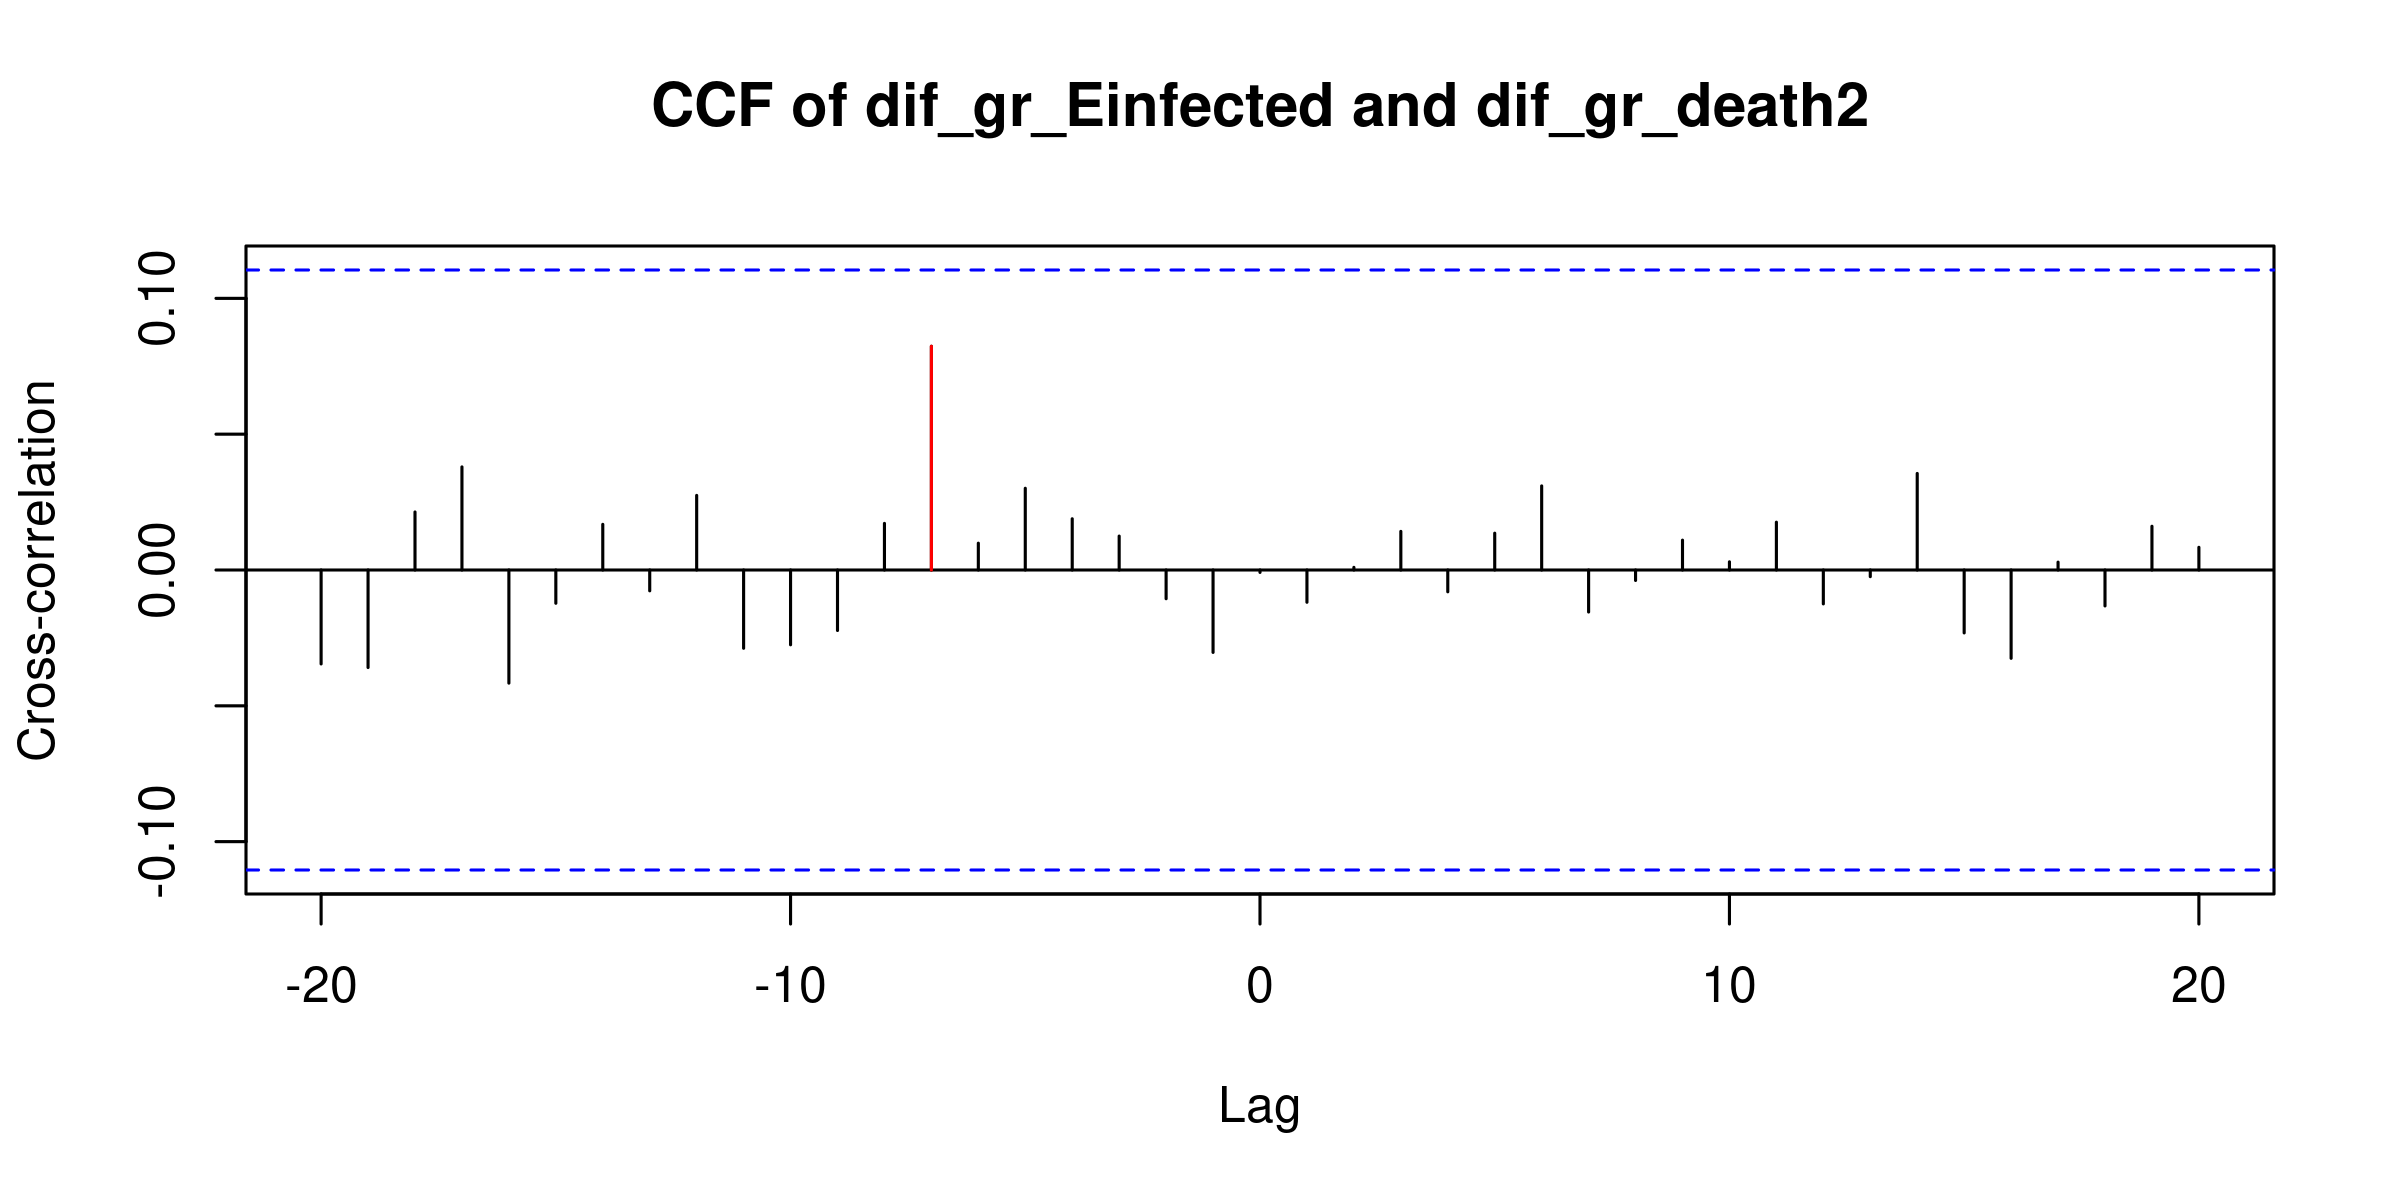 CCF of dif_gr_Einfected and dif_gr_death2
Cross-correlation
0.10
0.00
-0.10
-20 -10 0 10 20
Lag